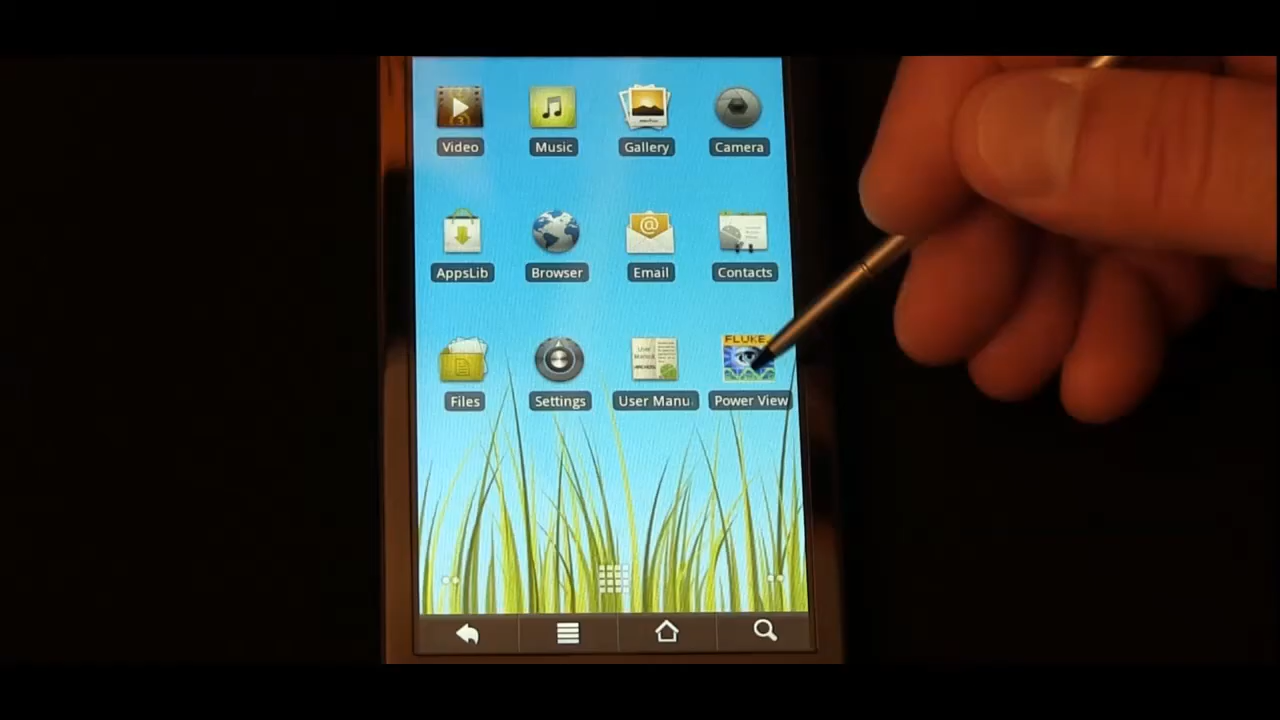 Video
Music
Gallery
Camera
AppsLib
Browser
Email
Contacts
FLUKE
Files
Settings
User Manu
Power View